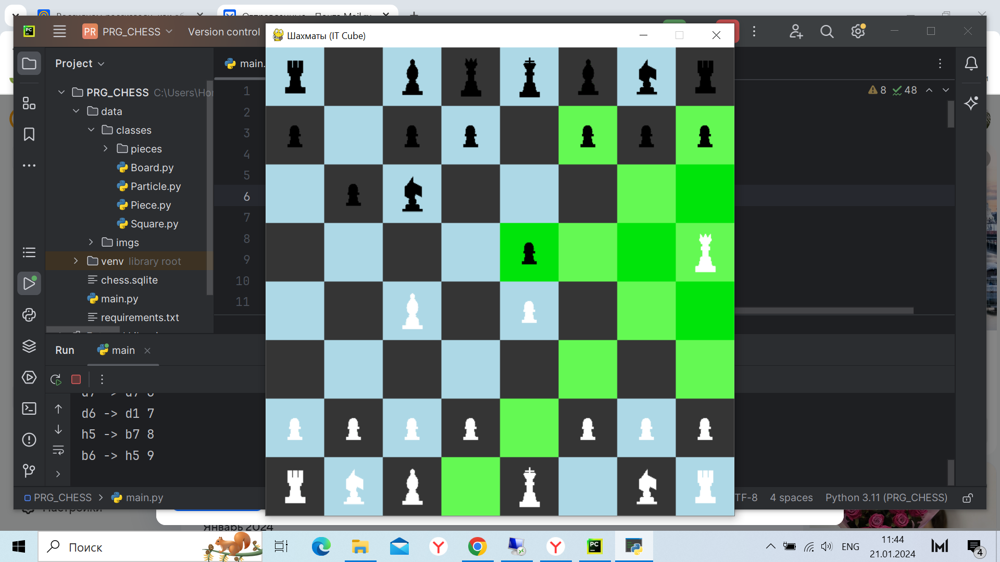 PC
PR PRG_CHESS
Version control
Шахматы (IT Cube)
Project
main.
PRG_CHESS C:\Users\Hor
data
classes
pieces
Board.py
Particle.py
Piece.py
Square.py
imgs
venv library root
chess.sqlite
main.py
requirements.txt
1
2
3
4
5
6
7
8
9
10
11
8 48
Run
main
d6 -> d1 7
h5 -> b7 8
b6 -> h5 9
PRG_CHESS > main.py
TF-8 4 spaces Python 3.11 (PRG_CHESS)
Настройки
Январь 2024
Поиск
PC
ENG
11:44
21.01.2024
4